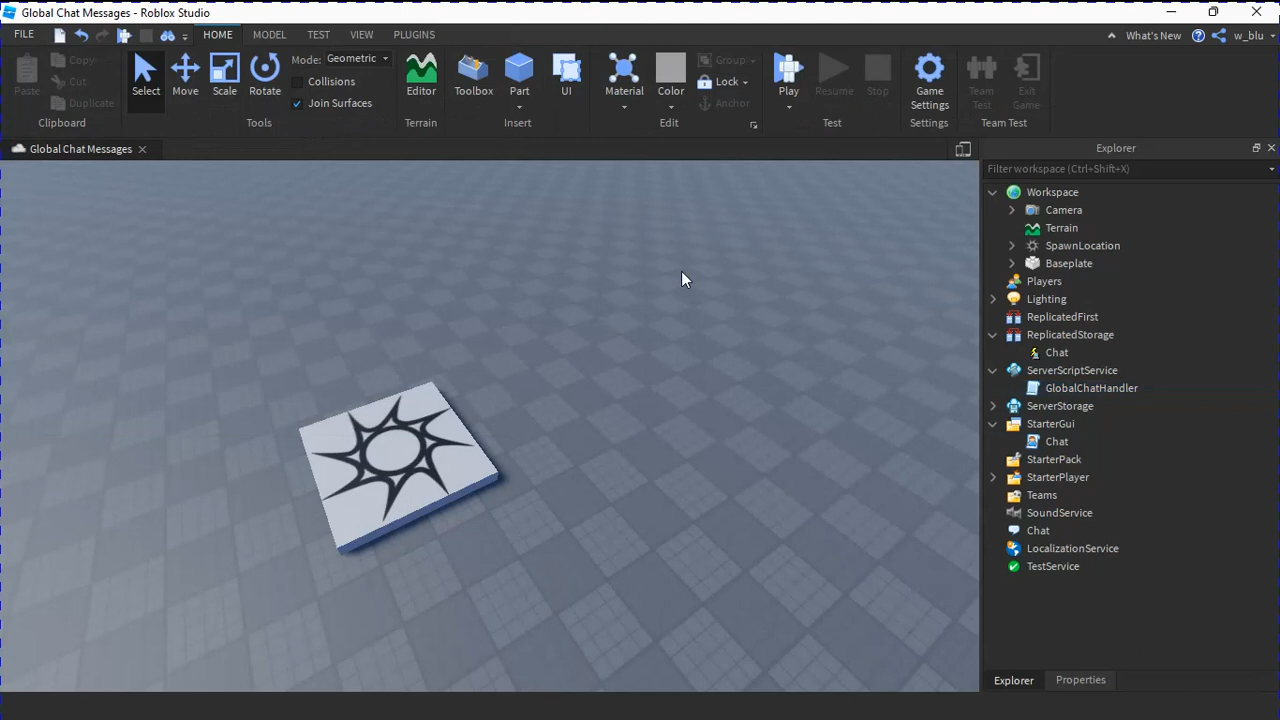 Global Chat Messages - Roblox Studio
FILE
HOME
MODEL
TEST
VIEW
PLUGINS
What's New
w_blu
Paste
Copy
Cut
Duplicate
Clipboard
Select
Move
Scale
Rotate
Mode: Geometric
Collisions
Join Surfaces
Tools
Editor
Terrain
Toolbox
Part
UI
Insert
Material
Color
Group
Lock
Anchor
Edit
Play
Resume
Stop
Test
Game
Settings
Settings
Team
Test
Exit
Game
Team Test
Global Chat Messages
Explorer
Filter workspace (Ctrl+Shift+X)
Workspace
Camera
Terrain
SpawnLocation
Baseplate
Players
Lighting
ReplicatedFirst
ReplicatedStorage
Chat
ServerScriptService
GlobalChatHandler
ServerStorage
StarterGui
Chat
StarterPack
StarterPlayer
Teams
SoundService
Chat
LocalizationService
TestService
Explorer
Properties